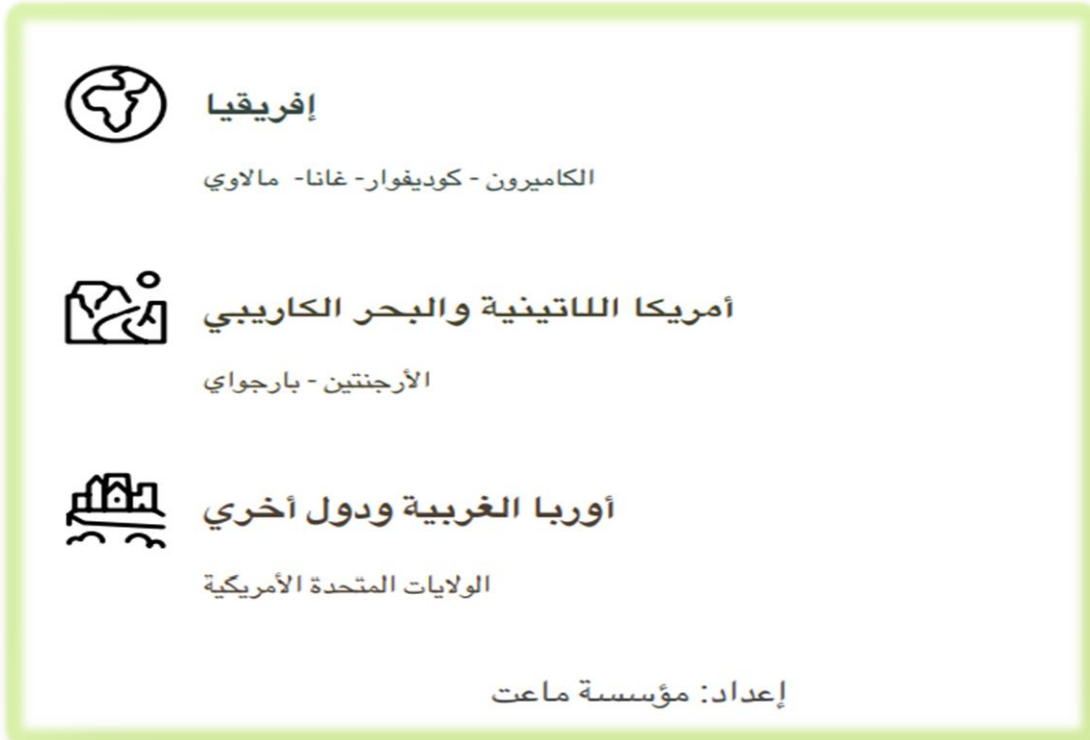 إفريقيا
الكاميرون - كوديفوار- غانا- مالاوي
أمريكا اللاتينية والبحر الكاريبي
الأرجنتين - بارجواي
أوربا الغربية ودول أخري
الولايات المتحدة الأمريكية
إعداد: مؤسسة ماعت